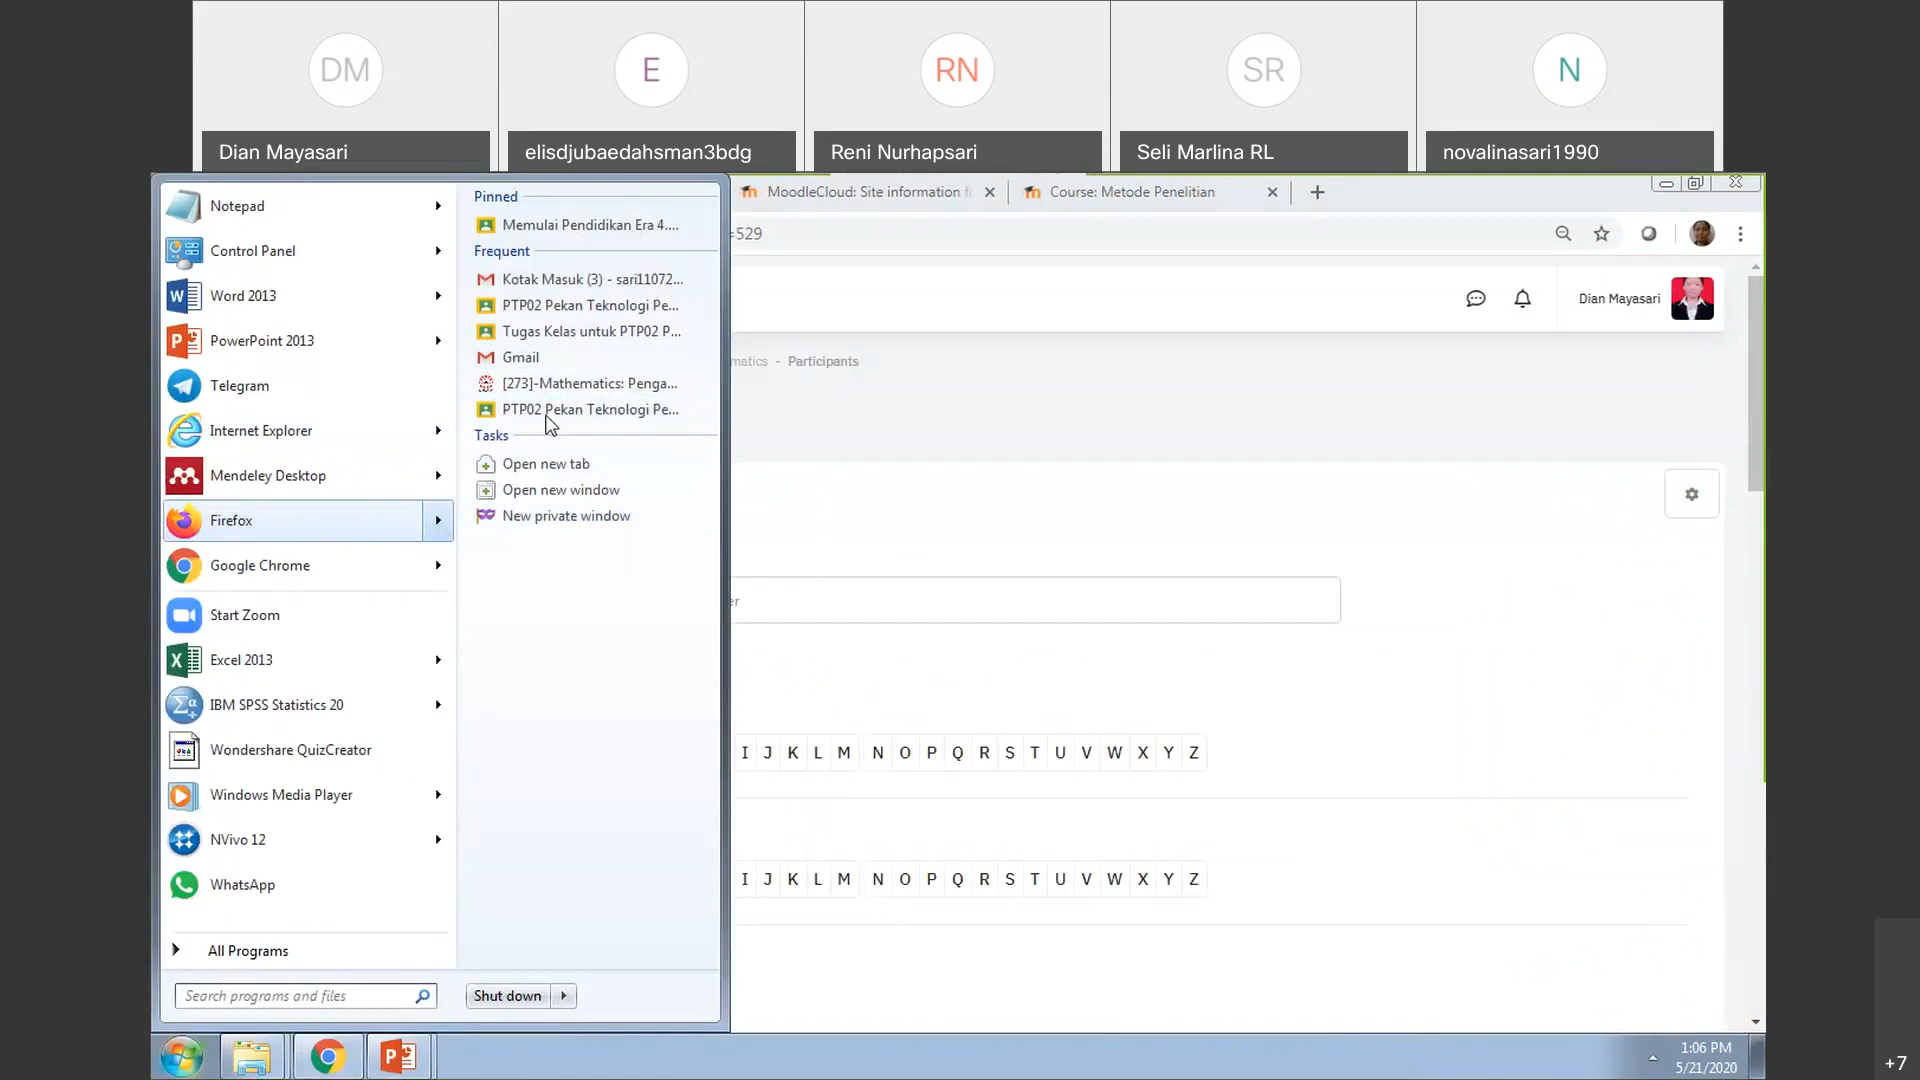 DM
E
RN
SR
N
Dian Mayasari
elisdjubaedahsman3bdg
Reni Nurhapsari
Seli Marlina RL
novalinasari1990
Notepad
Control Panel
Word 2013
PowerPoint 2013
Telegram
Internet Explorer
Mendeley Desktop
Firefox
Google Chrome
Start Zoom
Excel 2013
IBM SPSS Statistics 20
Wondershare QuizCreator
Windows Media Player
NVivo 12
WhatsApp
All Programs
Search programs and files
Shut down
Pinned
Memulai Pendidikan Era 4....
Frequent
Kotak Masuk (3) - sari11072...
PTP02 Pekan Teknologi Pe...
Tugas Kelas untuk PTP02 P...
Gmail
[273]-Mathematics: Penga...
PTP02 Pekan Teknologi Pe...
Tasks
Open new tab
Open new window
New private window
MoodleCloud: Site information f
Course: Metode Penelitian
=529
Dian Mayasari
matics - Participants
er
I J K L M N O P Q R S T U V W X Y Z
I J K L M N O P Q R S T U V W X Y Z
1:06 PM
5/21/2020
+7